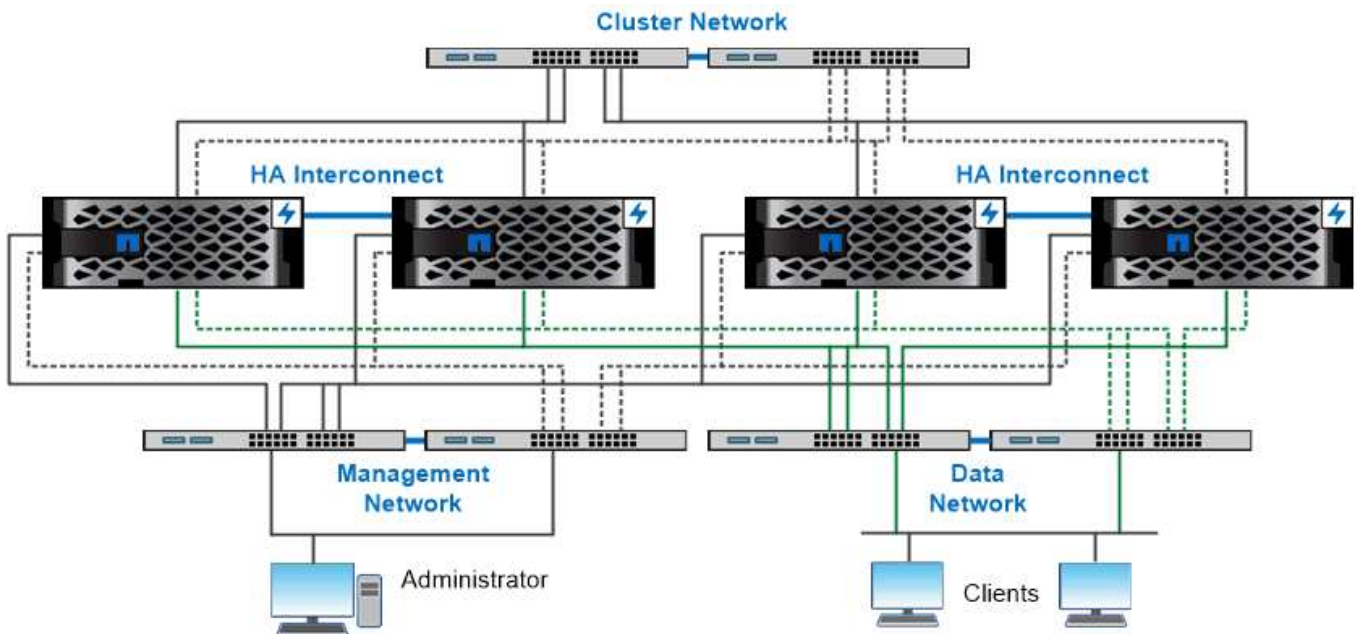 Cluster Network
HA Interconnect
HA Interconnect
Management
Network
Data
Network
Administrator
Clients